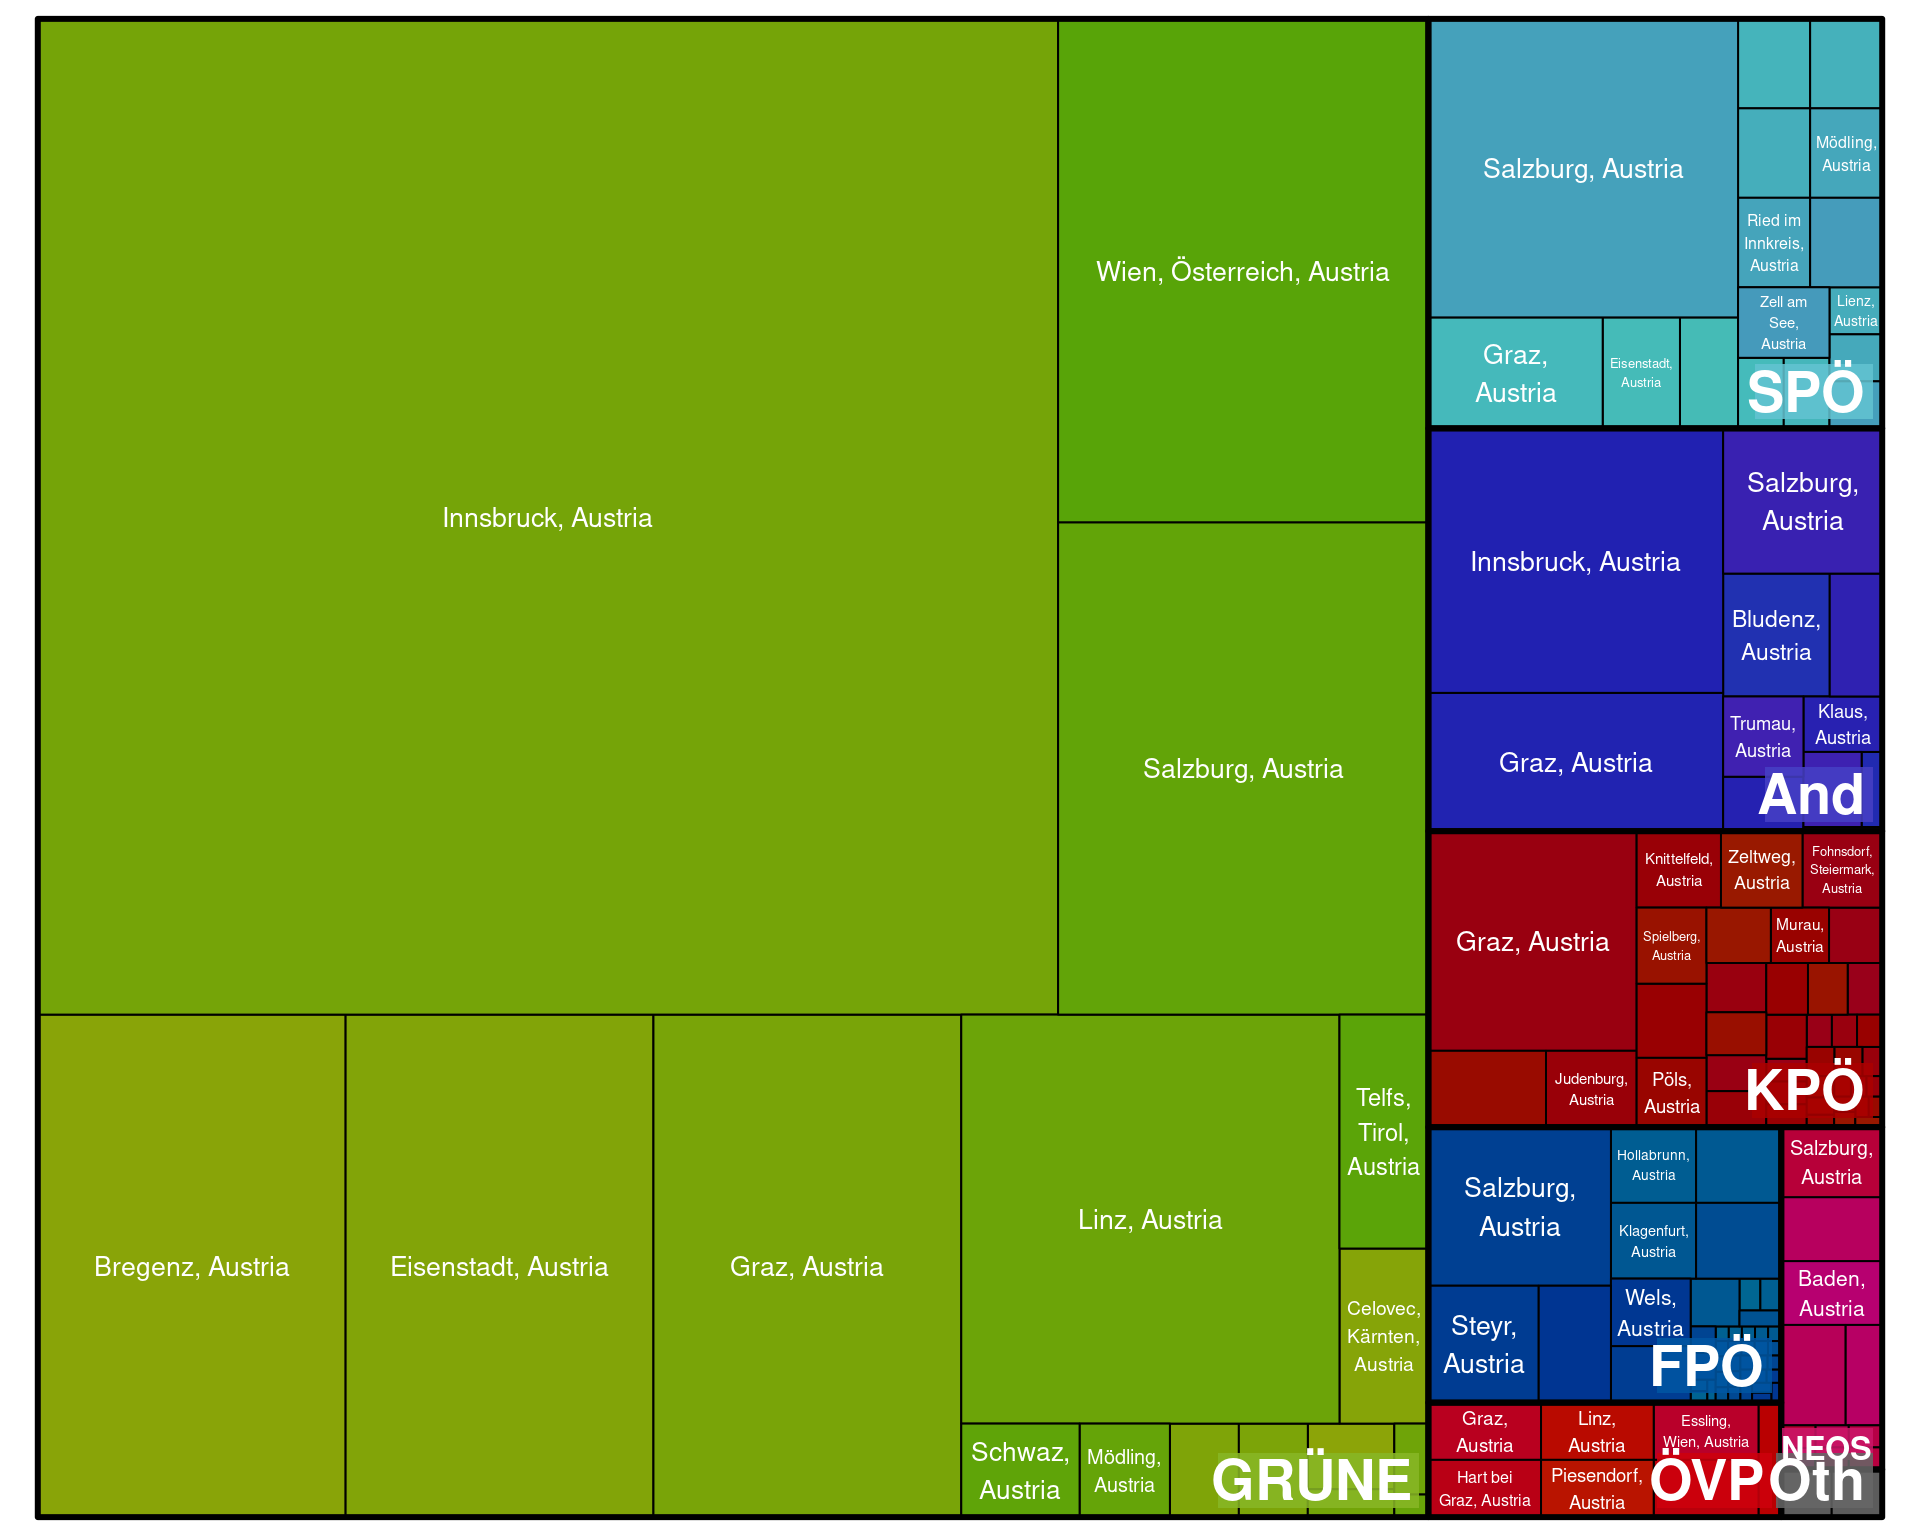 Innsbruck, Austria
Wien, Österreich, Austria
Salzburg, Austria
Bregenz, Austria
Eisenstadt, Austria
Graz, Austria
Linz, Austria
Telfs,
Tirol,
Austria
Celovec,
Kärnten,
Austria
Schwaz,
Austria
Mödling,
Austria
GRÜNE
Salzburg, Austria
Graz,
Austria
Eisenstadt,
Austria
Mödling,
Austria
Ried im
Innkreis,
Austria
Zell am
See,
Austria
Lienz,
Austria
SPÖ
Innsbruck, Austria
Graz, Austria
Salzburg,
Austria
Bludenz,
Austria
Trumau,
Austria
Klaus,
Austria
And
Graz, Austria
Knittelfeld,
Austria
Zeltweg,
Austria
Fohnsdorf,
Steiermark,
Austria
Spielberg,
Austria
Murau,
Austria
Judenburg,
Austria
Pöls,
Austria
KPÖ
Salzburg,
Austria
Hollabrunn,
Austria
Klagenfurt,
Austria
Steyr,
Austria
Wels,
Austria
FPÖ
Salzburg,
Austria
Baden,
Austria
NEOS
Graz,
Austria
Linz,
Austria
Essling,
Wien, Austria
Hart bei
Graz, Austria
Piesendorf,
Austria
ÖVP
Oth